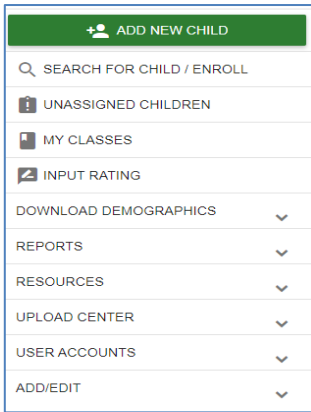 ADD NEW CHILD
SEARCH FOR CHILD / ENROLL
UNASSIGNED CHILDREN
MY CLASSES
INPUT RATING
DOWNLOAD DEMOGRAPHICS
REPORTS
RESOURCES
UPLOAD CENTER
USER ACCOUNTS
ADD/EDIT